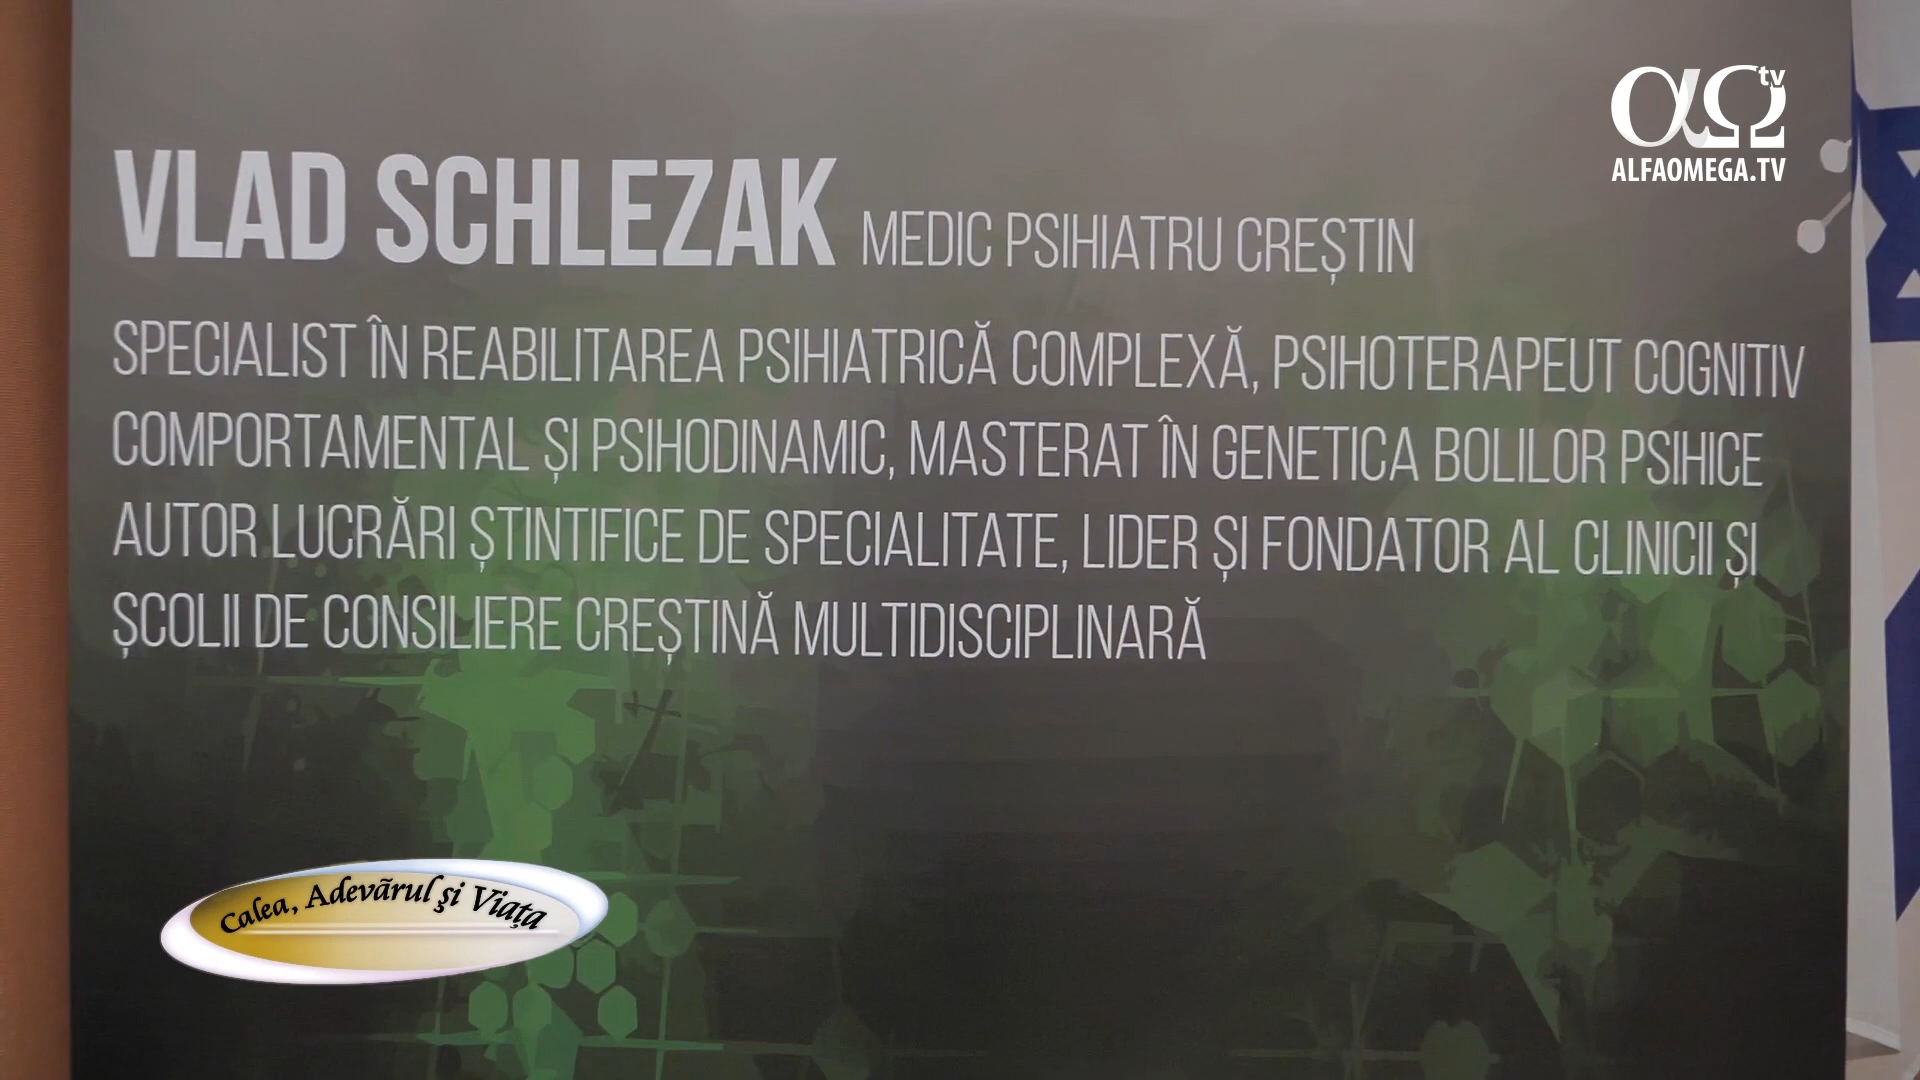 αΩ tv
ALFAOMEGA.TV
VLAD SCHLEZAK MEDIC PSIHIATRU CREȘTIN
SPECIALIST ÎN REABILITAREA PSIHIATRICĂ COMPLEXĂ, PSIHOTERAPEUT COGNITIV
COMPORTAMENTAL ȘI PSIHODINAMIC, MASTERAT ÎN GENETICA BOLILOR PSIHICE
AUTOR LUCRĂRI ȘTINTIFICE DE SPECIALITATE, LIDER ȘI FONDATOR AL CLINICII ȘI
ȘCOLII DE CONSILIERE CREȘTINĂ MULTIDISCIPLINARĂ
Calea, Adevãrul şi Viaţa